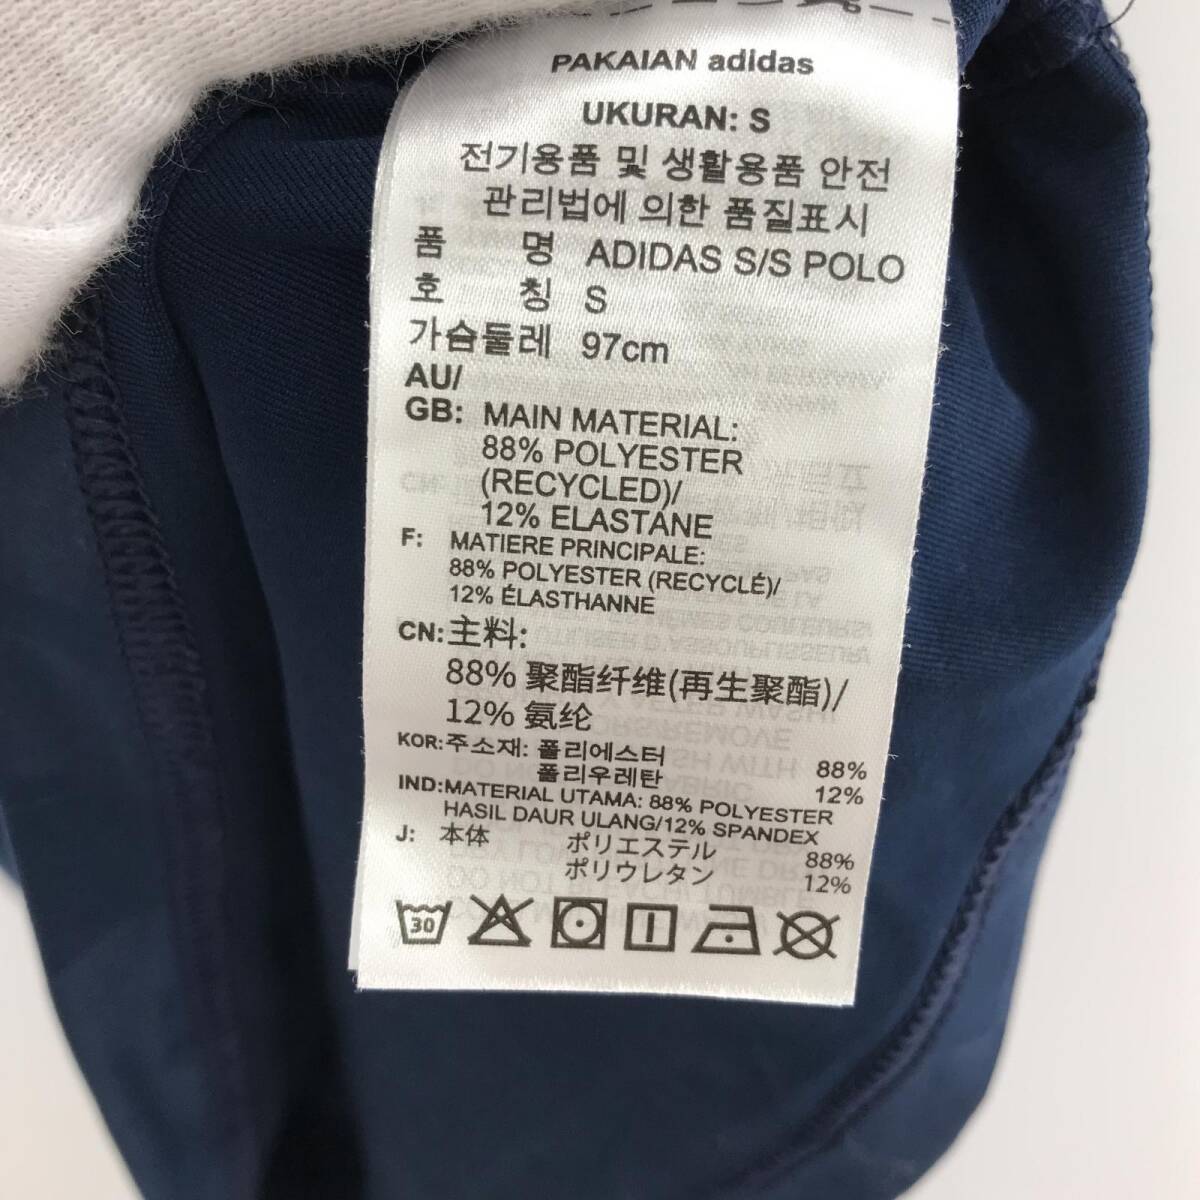 PAKAIAN adidas
UKURAN: S
전기용품 및 생활용품 안전
관리법에 의한 품질표시
품 명 ADIDAS S/S POLO
호 칭 S
가슴둘레 97cm
AU/
GB: MAIN MATERIAL:
88% POLYESTER
(RECYCLED)/
12% ELASTANE
F: MATIERE PRINCIPALE:
88% POLYESTER (RECYCLÉ)/
12% ÉLASTHANNE
CN: 主料:
88% 聚酯纤维(再生聚酯)/
12% 氨纶
KOR: 주소재: 폴리에스터 88%
폴리우레탄 12%
IND: MATERIAL UTAMA: 88% POLYESTER
HASIL DAUR ULANG/12% SPANDEX
J: 本体 ポリエステル 88%
ポリウレタン 12%
30